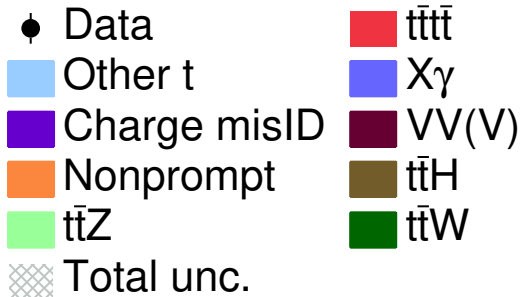 Data tt̄tt̄
Other t Xγ
Charge misID VV(V)
Nonprompt tt̄H
tt̄Z tt̄W
Total unc.